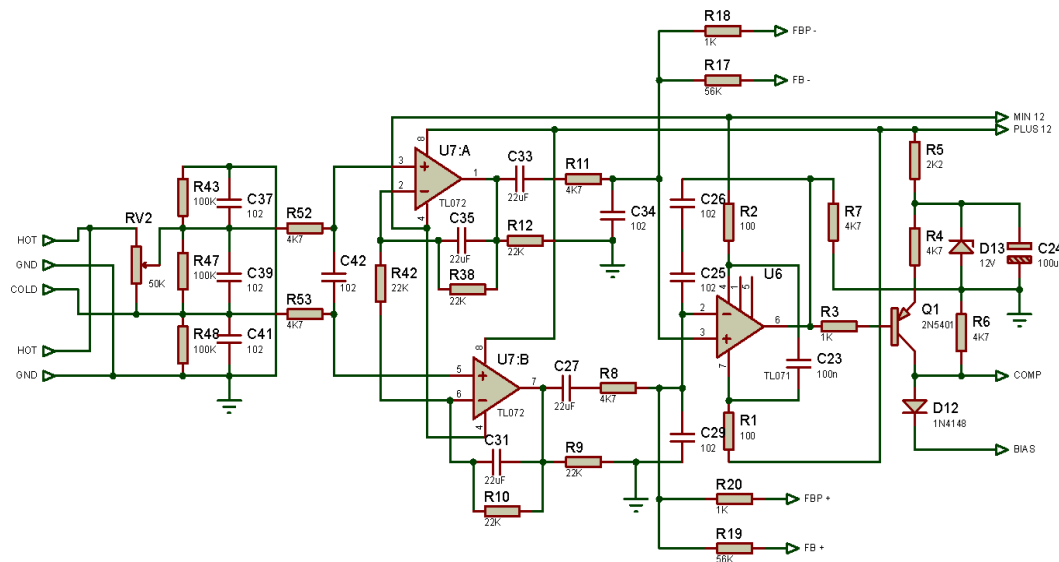 R18
1K
FBP -
R17
56K
FB -
MIN 12
PLUS 12
8
U7:A
3
2
1
4
TL072
C33
22uF
R11
4K7
R5
2K2
R43
100K
C37
102
RV2
HOT
GND
COLD
HOT
GND
50K
R47
100K
C39
102
R48
100K
C41
102
R52
4K7
R53
4K7
C42
102
R42
22K
C35
22uF
R38
22K
R12
22K
C34
102
C26
102
C25
102
R2
100
R7
4K7
R4
4K7
D13
12V
C24
100u
U6
4
1
5
2
3
6
7
TL071
R3
1K
Q1
2N5401
R6
4K7
C23
100n
COMP
D12
1N4148
BIAS
8
U7:B
5
6
7
4
TL072
C27
22uF
R8
4K7
C31
22uF
R10
22K
R9
22K
C29
102
R1
100
R20
1K
FBP +
R19
56K
FB +